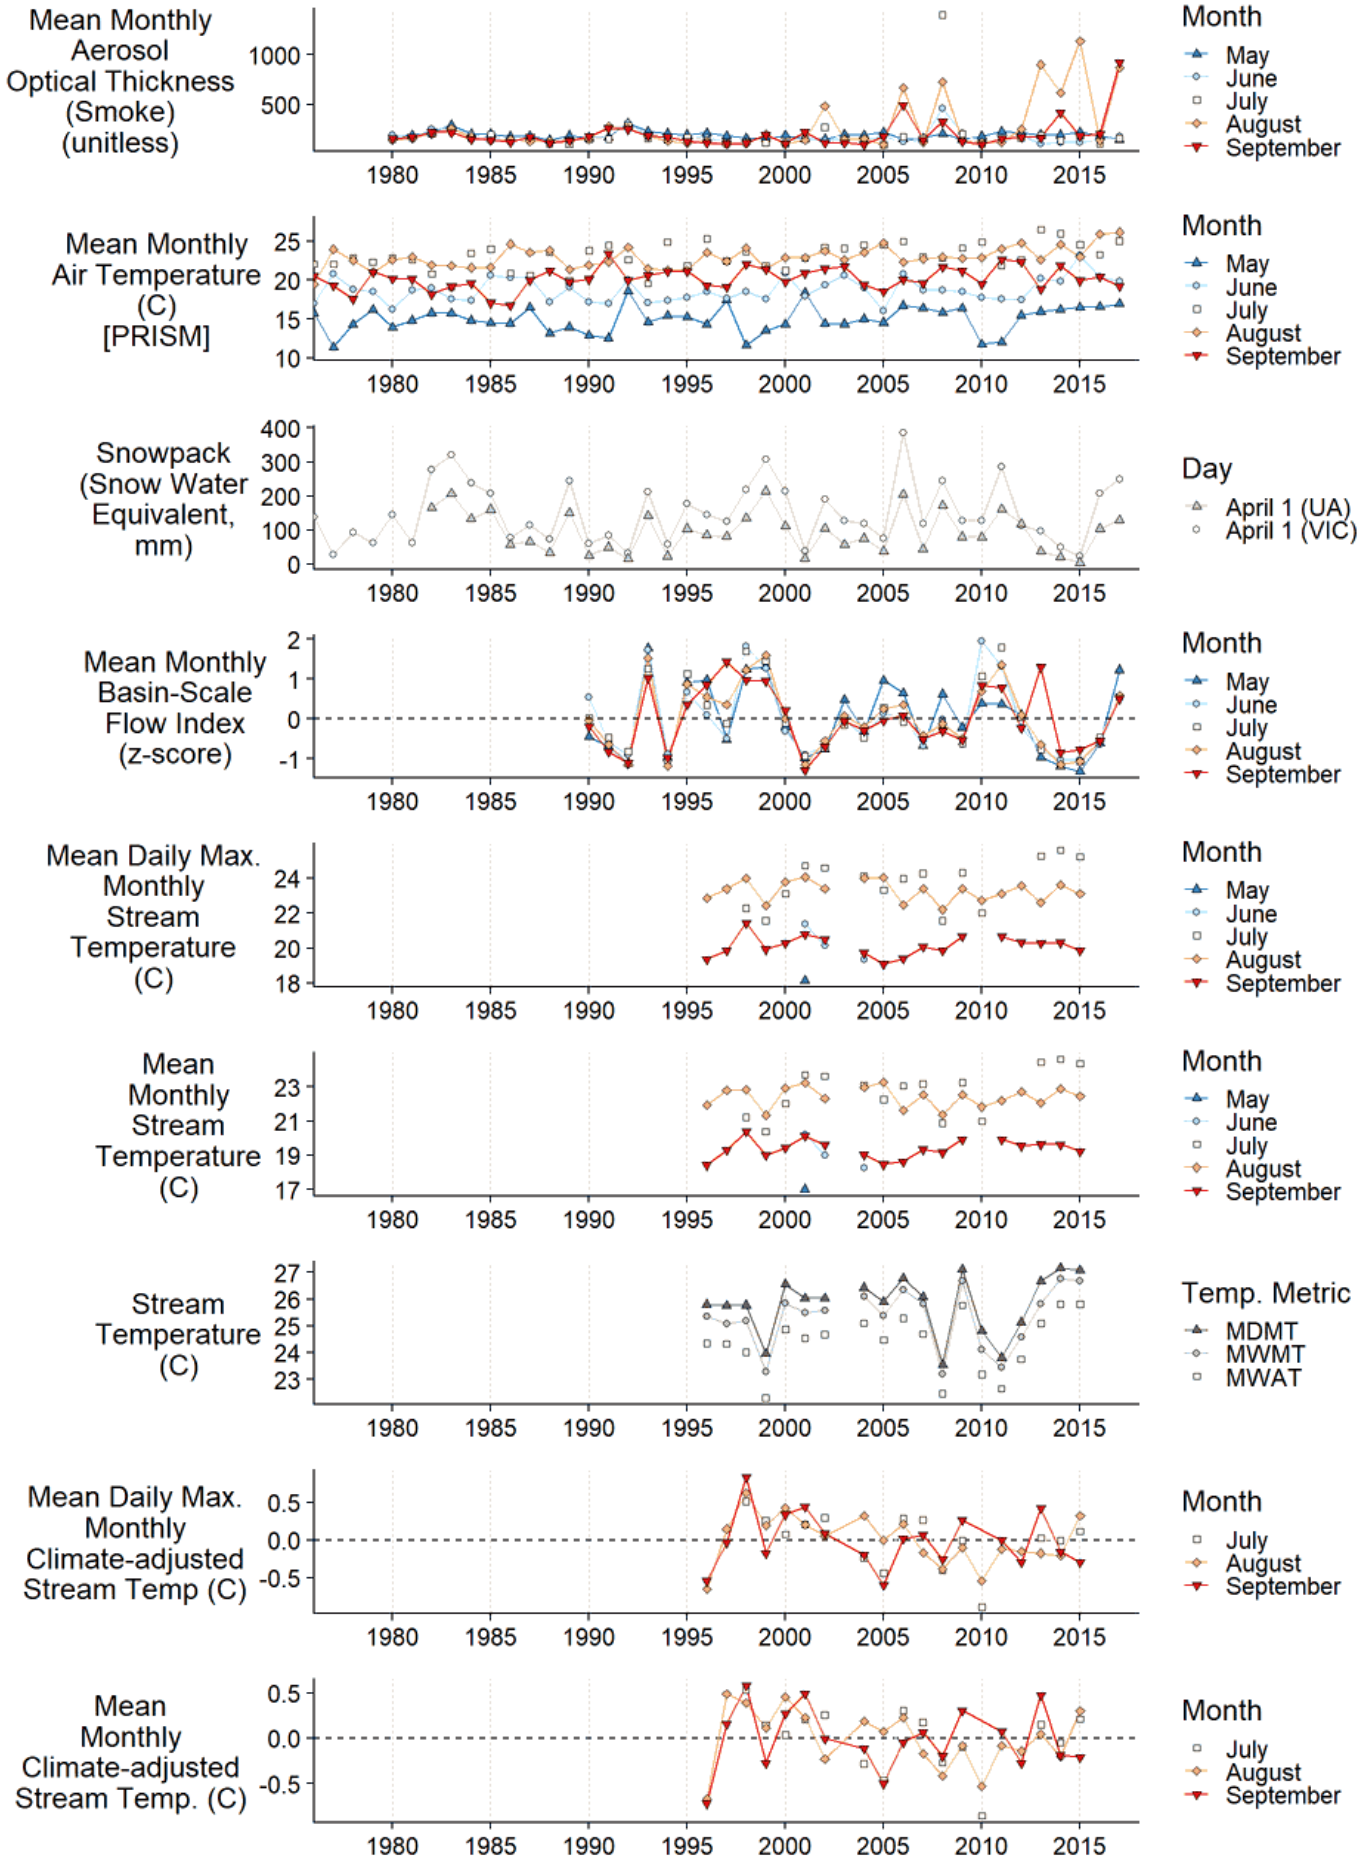 Mean Monthly
Aerosol
Optical Thickness
(Smoke)
(unitless)
1000
500
1980 1985 1990 1995 2000 2005 2010 2015
Month
May
June
July
August
September
Mean Monthly
Air Temperature
(C)
[PRISM]
25
20
15
10
1980 1985 1990 1995 2000 2005 2010 2015
Month
May
June
July
August
September
Snowpack
(Snow Water
Equivalent,
mm)
400
300
200
100
0
1980 1985 1990 1995 2000 2005 2010 2015
Day
April 1 (UA)
April 1 (VIC)
Mean Monthly
Basin-Scale
Flow Index
(z-score)
2
1
0
-1
1980 1985 1990 1995 2000 2005 2010 2015
Month
May
June
July
August
September
Mean Daily Max.
Monthly
Stream
Temperature
(C)
24
22
20
18
1980 1985 1990 1995 2000 2005 2010 2015
Month
May
June
July
August
September
Mean
Monthly
Stream
Temperature
(C)
23
21
19
17
1980 1985 1990 1995 2000 2005 2010 2015
Month
May
June
July
August
September
Stream
Temperature
(C)
27
26
25
24
23
1980 1985 1990 1995 2000 2005 2010 2015
Temp. Metric
MDMT
MWMT
MWAT
Mean Daily Max.
Monthly
Climate-adjusted
Stream Temp (C)
0.5
0.0
-0.5
1980 1985 1990 1995 2000 2005 2010 2015
Month
July
August
September
Mean
Monthly
Climate-adjusted
Stream Temp. (C)
0.5
0.0
-0.5
1980 1985 1990 1995 2000 2005 2010 2015
Month
July
August
September